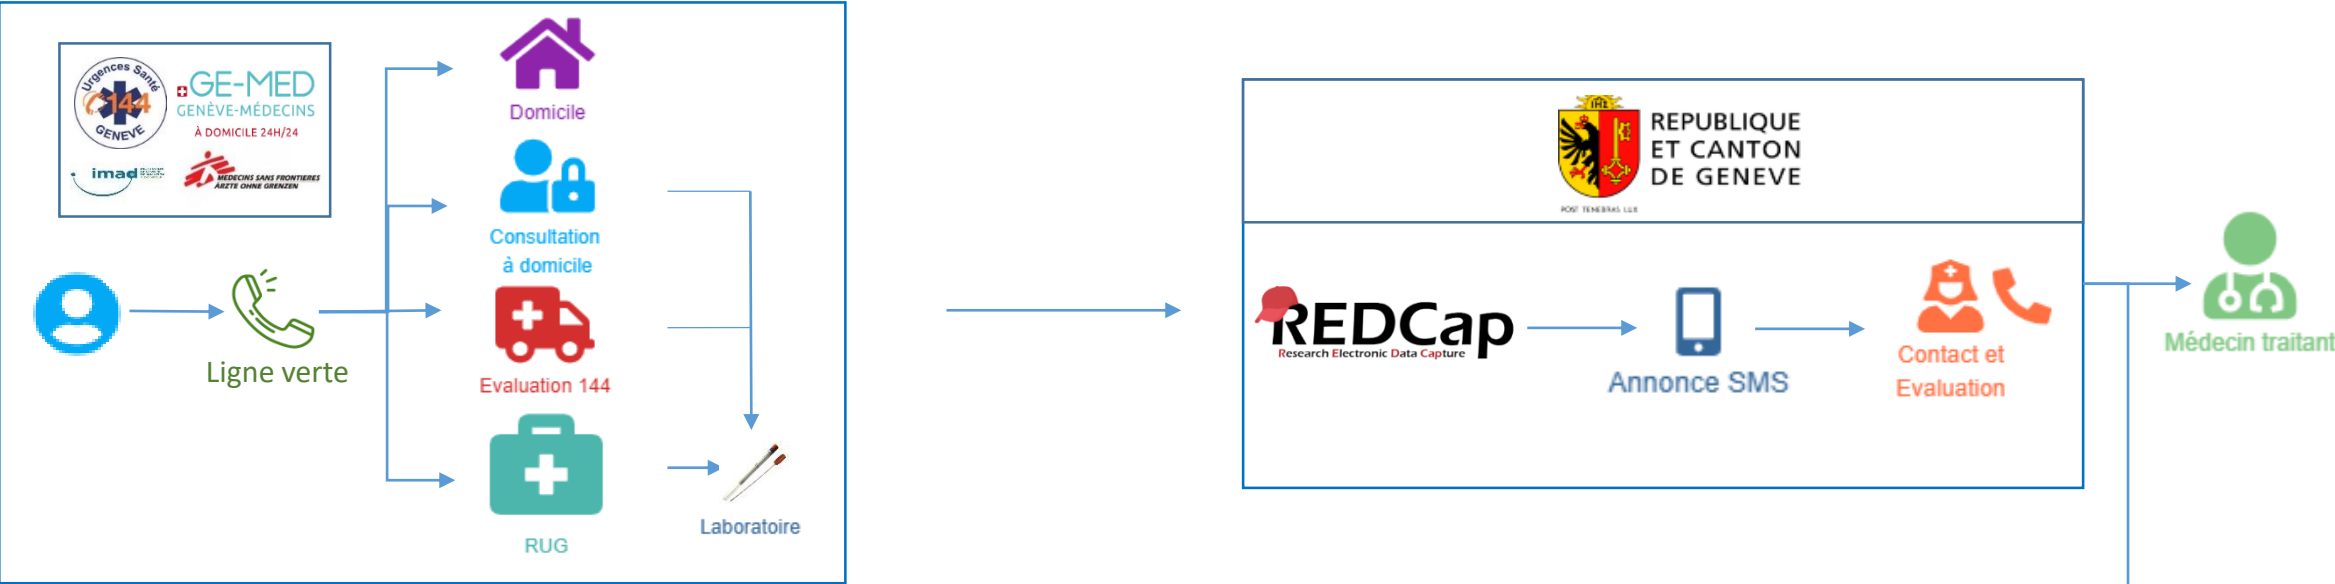 Urgences Santé
144
GENEVE
GE-MED
GENÈVE-MÉDECINS
À DOMICILE 24H/24
imad
MEDECINS SANS FRONTIERES
ÄRZTE OHNE GRENZEN
Ligne verte
Domicile
Consultation
à domicile
Evaluation 144
RUG
Laboratoire
REPUBLIQUE
ET CANTON
DE GENEVE
POST TENEBRAS LUX
REDCap
Research Electronic Data Capture
Annonce SMS
Contact et
Evaluation
Médecin traitant